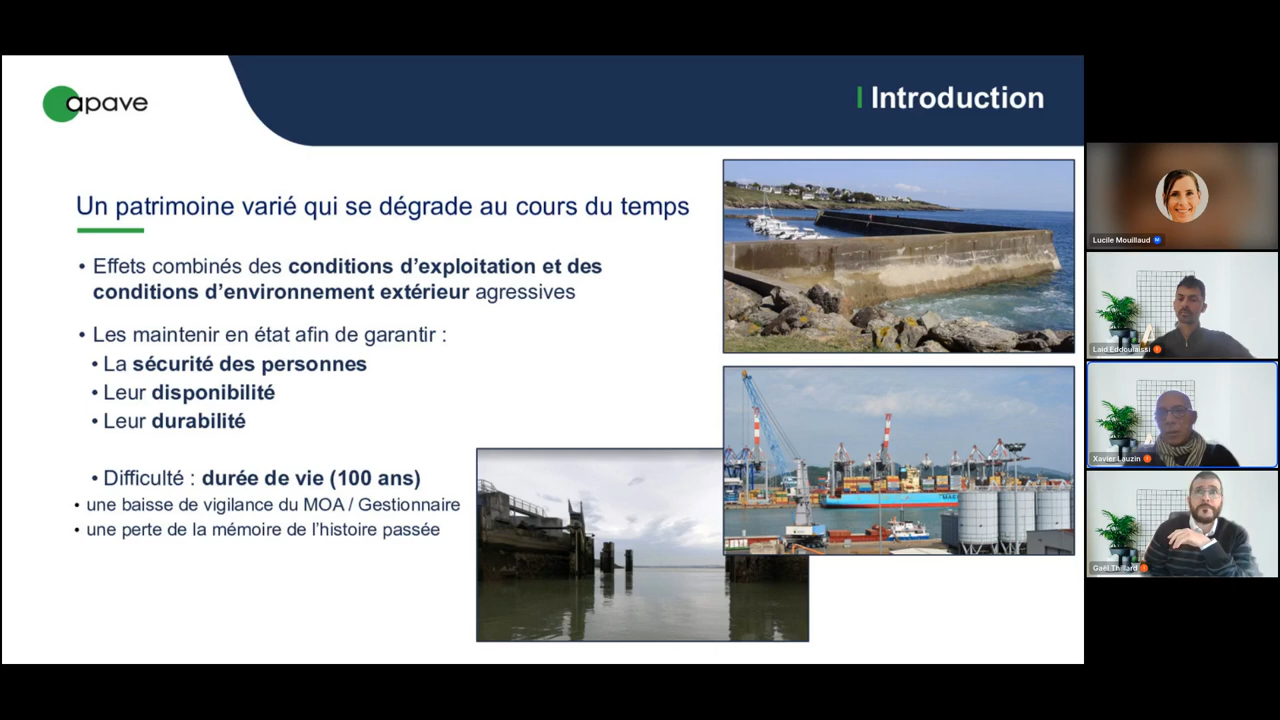 apave
Introduction
Un patrimoine varié qui se dégrade au cours du temps
• Effets combinés des conditions d'exploitation et des
conditions d'environnement extérieur agressives
• Les maintenir en état afin de garantir :
• La sécurité des personnes
• Leur disponibilité
• Leur durabilité
• Difficulté : durée de vie (100 ans)
• une baisse de vigilance du MOA / Gestionnaire
• une perte de la mémoire de l'histoire passée
Lucile Mouillaud
Xavier Lauzin